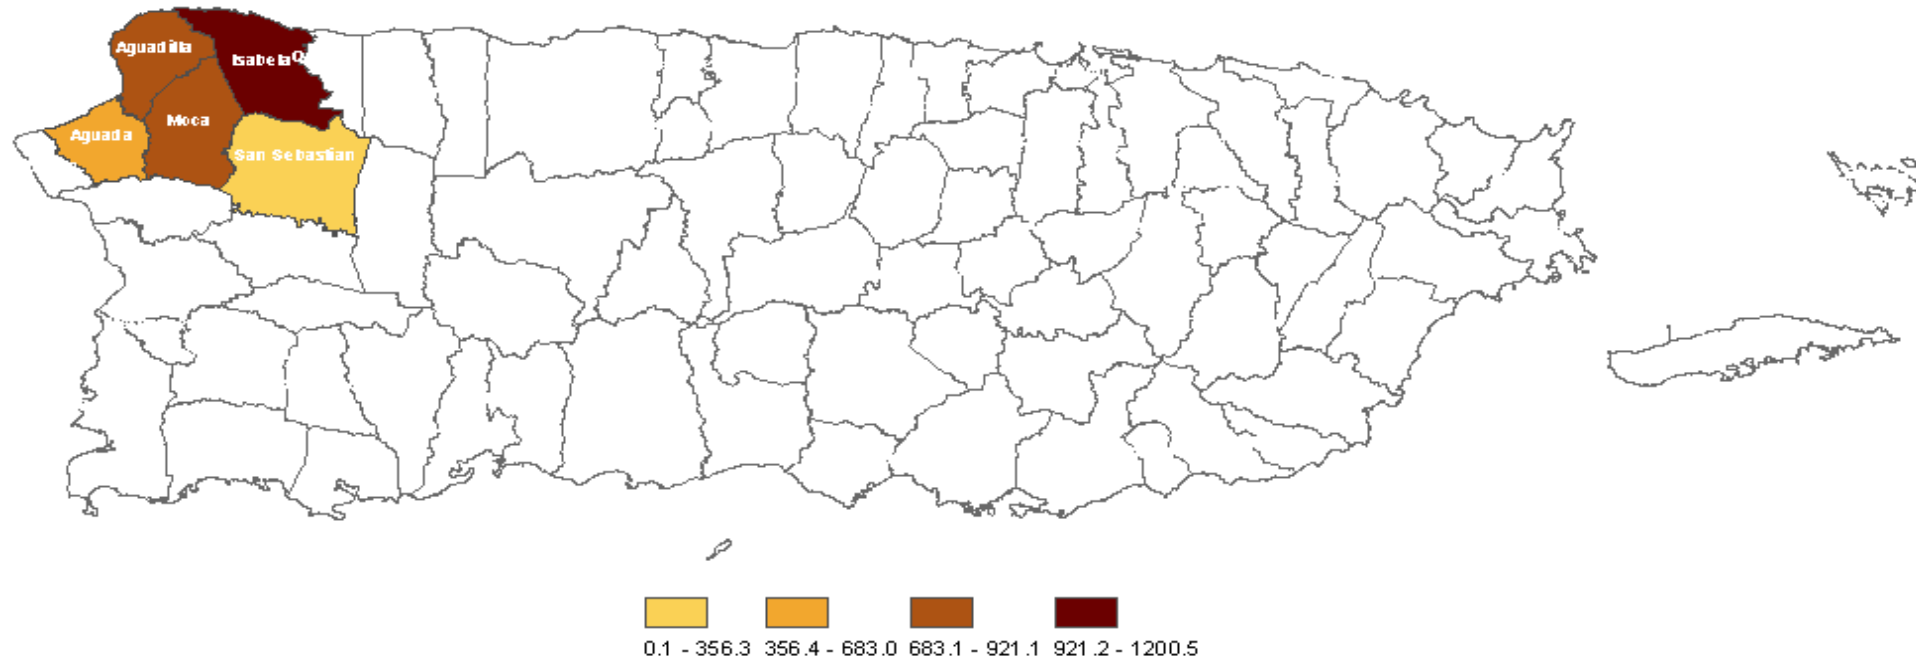 Aguadilla
IsabelaQ
Moca
Aguada
San Sebastian
0.1 - 356.3 356.4 - 683.0 683.1 - 921.1 921.2 - 1200.5